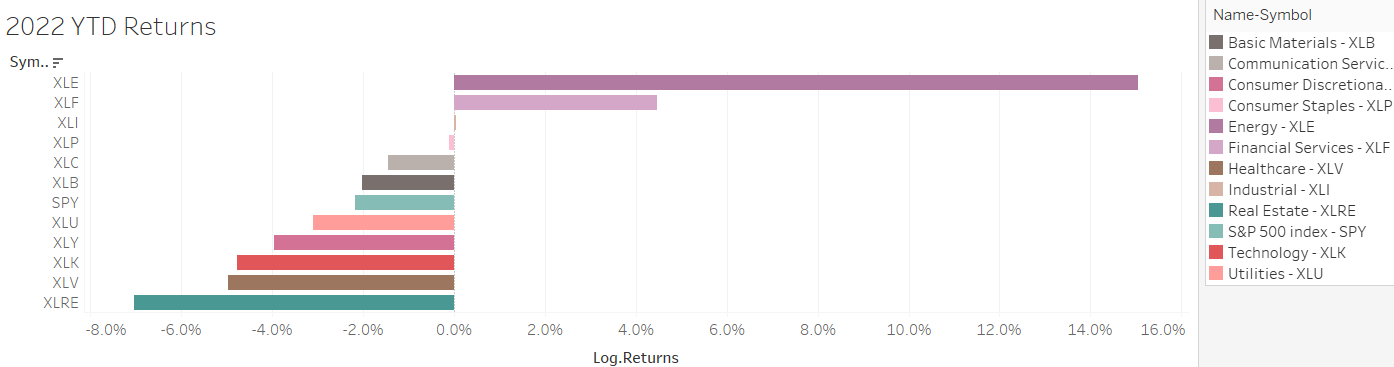 2022 YTD Returns
Sym..
XLE
XLF
XLI
XLP
XLC
XLB
SPY
XLU
XLY
XLK
XLV
XLRE
-8.0% -6.0% -4.0% -2.0% 0.0% 2.0% 4.0% 6.0% 8.0% 10.0% 12.0% 14.0% 16.0%
Log.Returns
Name-Symbol
Basic Materials - XLB
Communication Servic..
Consumer Discretiona..
Consumer Staples - XLP
Energy - XLE
Financial Services - XLF
Healthcare - XLV
Industrial - XLI
Real Estate - XLRE
S&P 500 index - SPY
Technology - XLK
Utilities - XLU